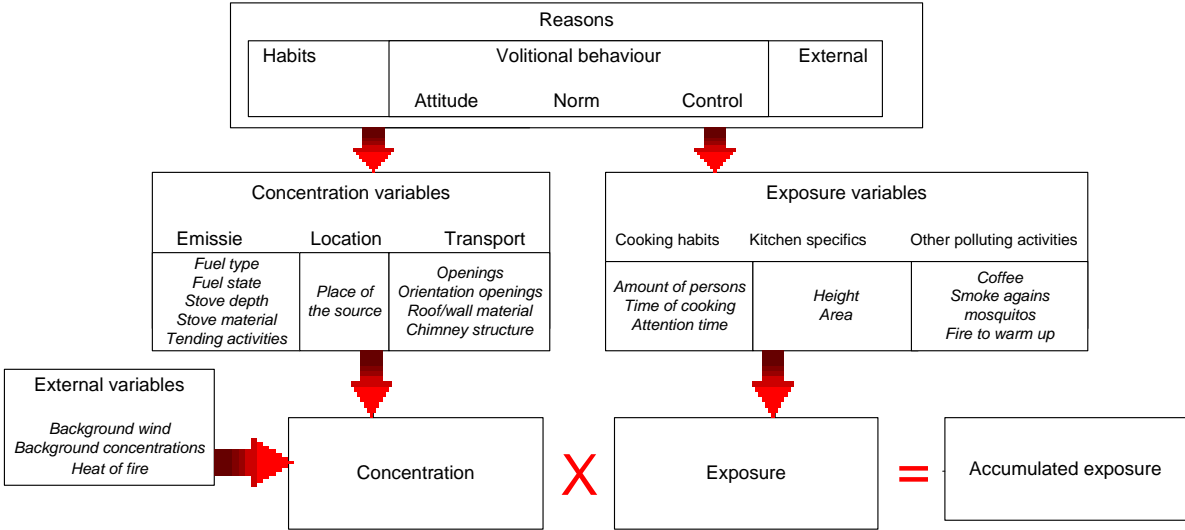 Reasons
Habits
Volitional behaviour
External
Attitude Norm Control
Concentration variables
Emissie Location Transport
Fuel type
Fuel state
Stove depth
Stove material
Tending activities
Place of
the source
Openings
Orientation openings
Roof/wall material
Chimney structure
Exposure variables
Cooking habits Kitchen specifics Other polluting activities
Amount of persons
Time of cooking
Attention time
Height
Area
Coffee
Smoke agains
mosquitos
Fire to warm up
External variables
Background wind
Background concentrations
Heat of fire
Concentration X Exposure = Accumulated exposure